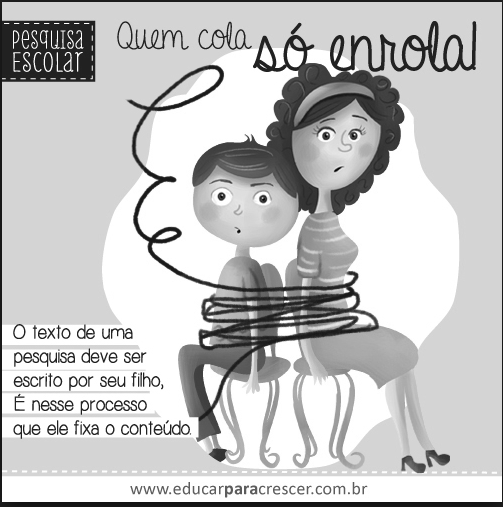 PESQUISA
ESCOLAR
Quem cola só enrola!
O texto de uma
pesquisa deve ser
escrito por seu filho,
É nesse processo
que ele fixa o conteúdo.
www.educarparacrescer.com.br